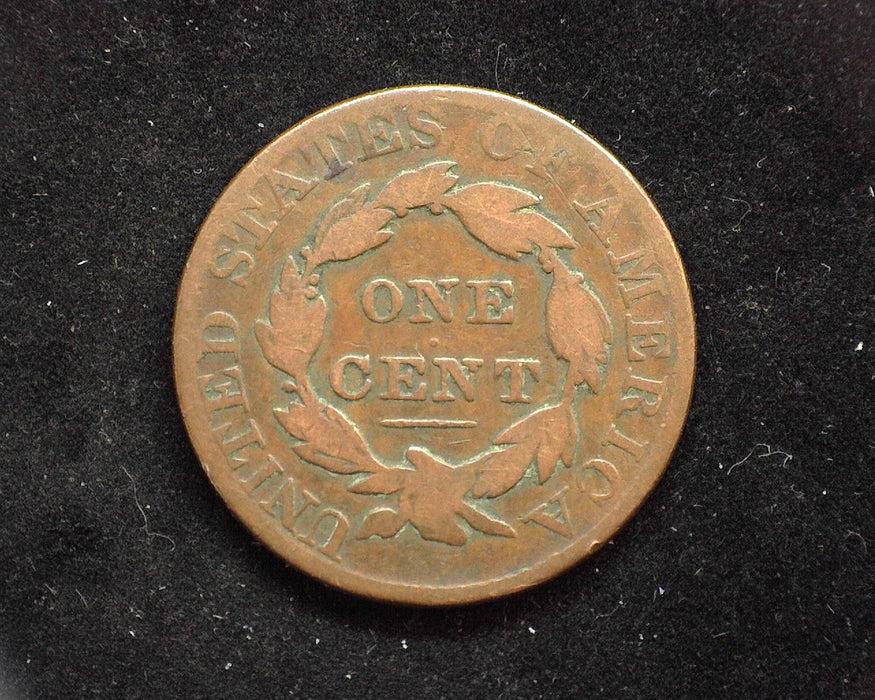 UNITED STATES OF AMERICA
ONE
CENT